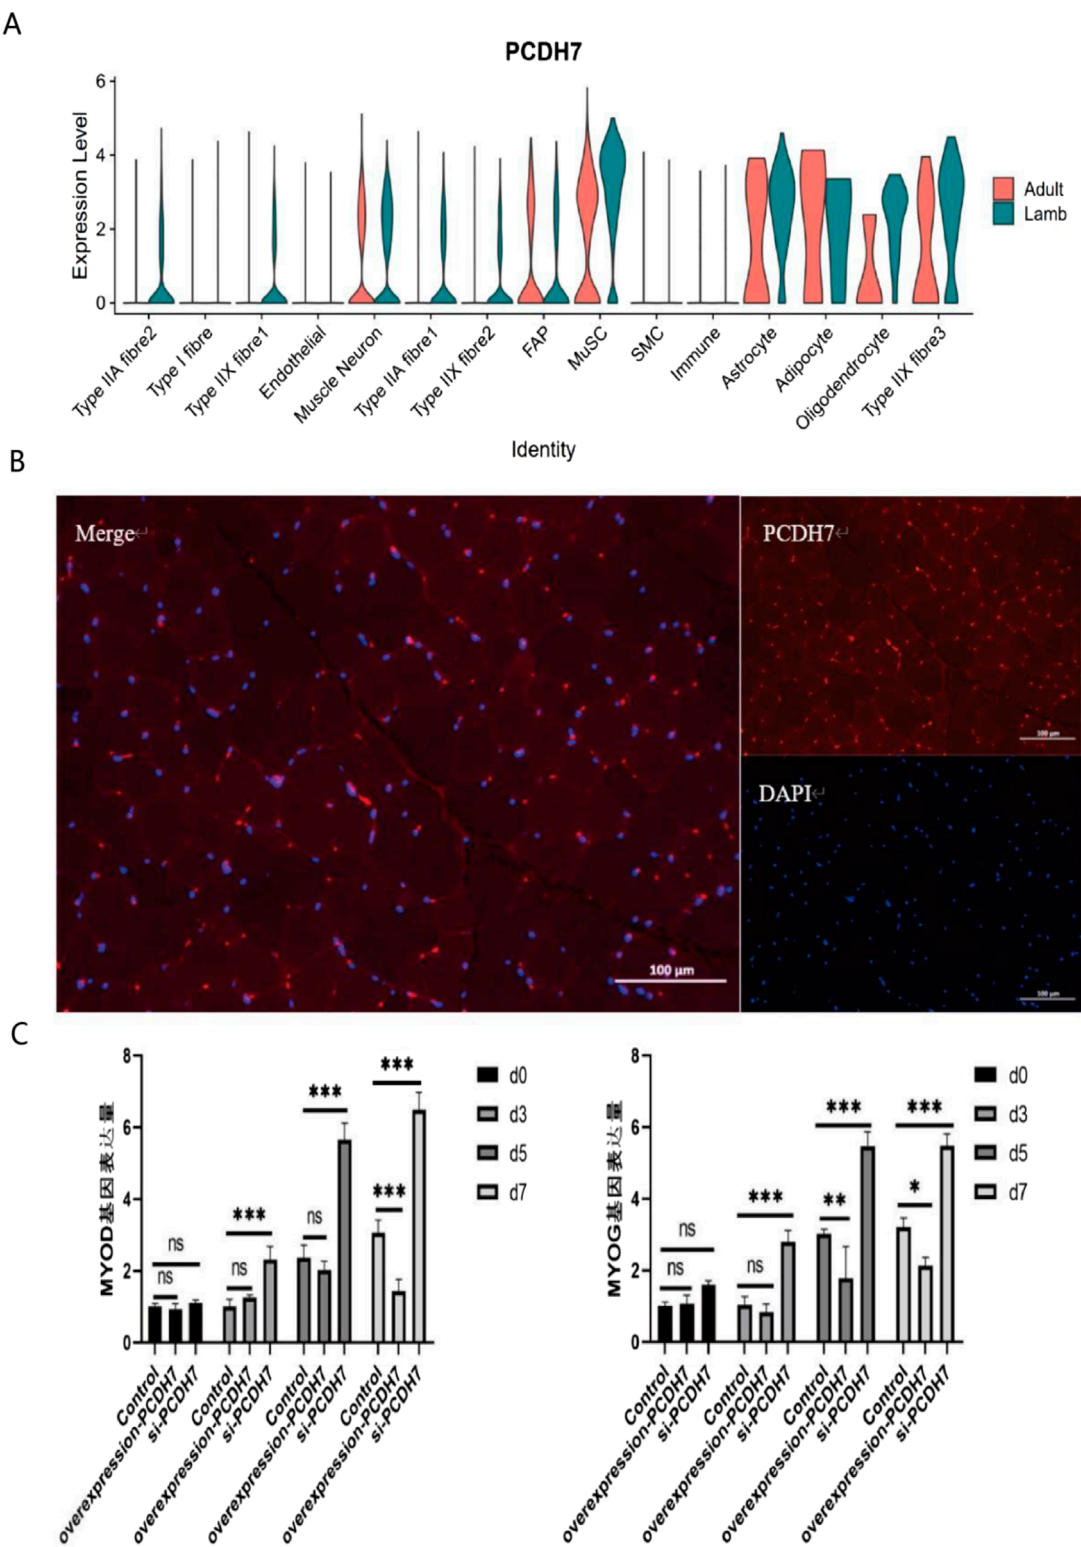 A
PCDH7
Expression Level
6
4
2
0
Adult
Lamb
Type IIA fibre2
Type I fibre
Type IIX fibre1
Endothelial
Muscle Neuron
Type IIA fibre1
Type IIX fibre2
FAP
MuSC
SMC
Immune
Astrocyte
Adipocyte
Oligodendrocyte
Type IIX fibre3
Identity
B
Merge↵
100 μm
PCDH7↵
100 μm
DAPI↵
100 μm
C
MYOD基因表达量
8
6
4
2
0
ns
ns
ns
***
ns
***
***
***
d0
d3
d5
d7
Control
overexpression-PCDH7
si-PCDH7
Control
overexpression-PCDH7
si-PCDH7
Control
overexpression-PCDH7
si-PCDH7
Control
overexpression-PCDH7
si-PCDH7
MYOG基因表达量
8
6
4
2
0
ns
ns
ns
***
**
***
*
***
d0
d3
d5
d7
Control
overexpression-PCDH7
si-PCDH7
Control
overexpression-PCDH7
si-PCDH7
Control
overexpression-PCDH7
si-PCDH7
Control
overexpression-PCDH7
si-PCDH7